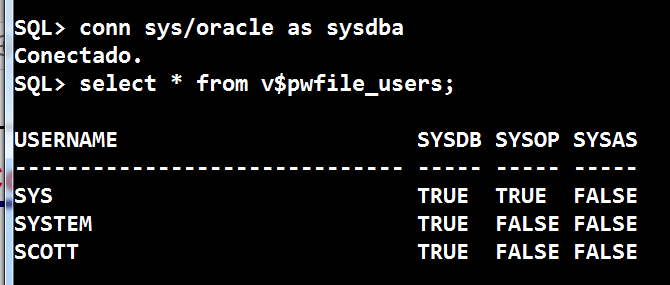 SQL> conn sys/oracle as sysdba
Conectado.
SQL> select * from v$pwfile_users;
USERNAME                       SYSDB SYSOP SYSAS
------------------------------ ----- ----- -----
SYS                            TRUE  TRUE  FALSE
SYSTEM                         TRUE  FALSE FALSE
SCOTT                          TRUE  FALSE FALSE